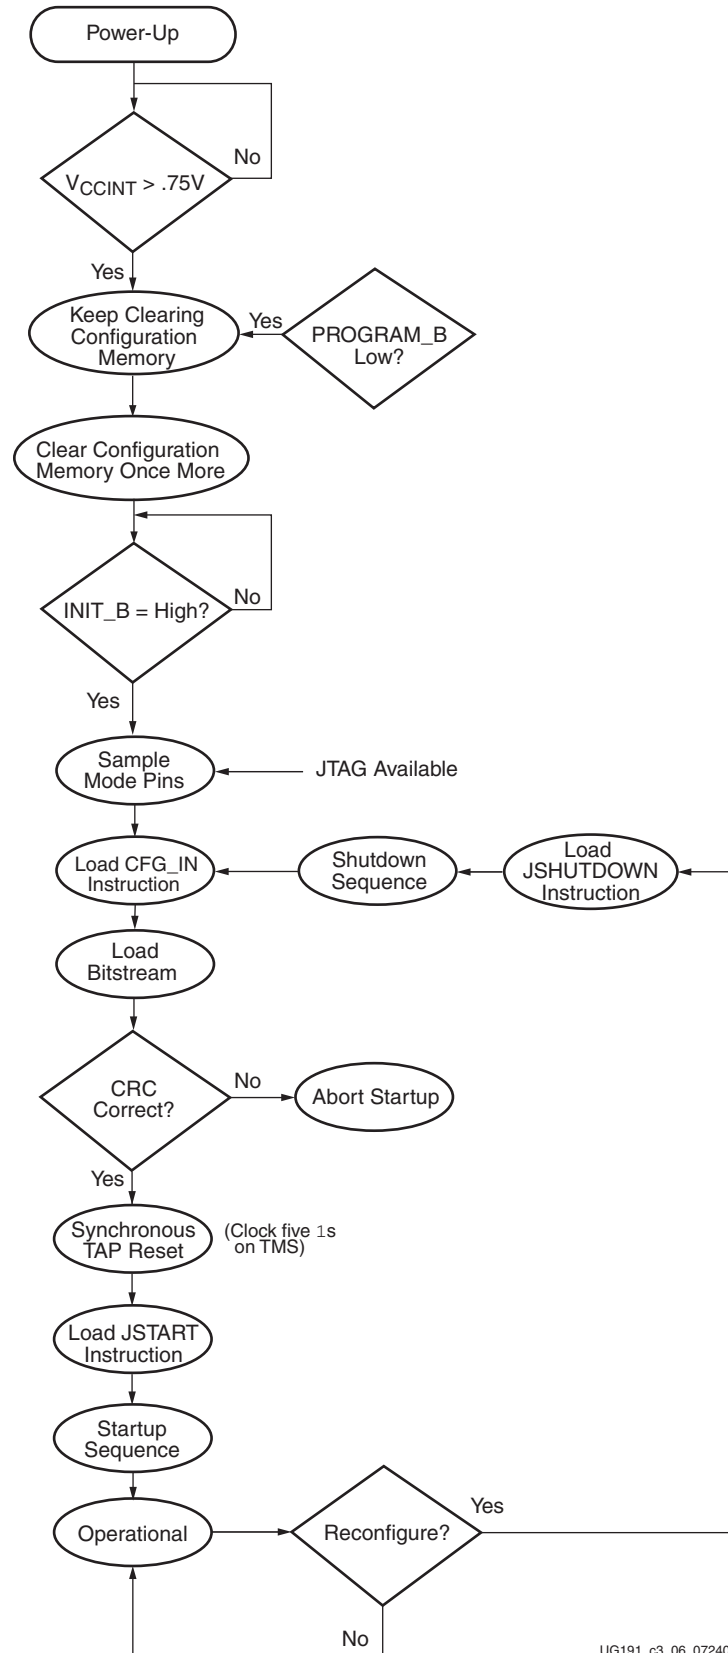 Power-Up
No
VCCINT > .75V
Yes
Keep Clearing
Configuration
Memory
Yes
PROGRAM_B
Low?
Clear Configuration
Memory Once More
No
INIT_B = High?
Yes
Sample
Mode Pins
JTAG Available
Load CFG_IN
Instruction
Shutdown
Sequence
Load
JSHUTDOWN
Instruction
Load
Bitstream
CRC
Correct?
No
Abort Startup
Yes
Synchronous
TAP Reset
(Clock five 1s
on TMS)
Load JSTART
Instruction
Startup
Sequence
Operational
Reconfigure?
Yes
No
UG191_c3_06_07240